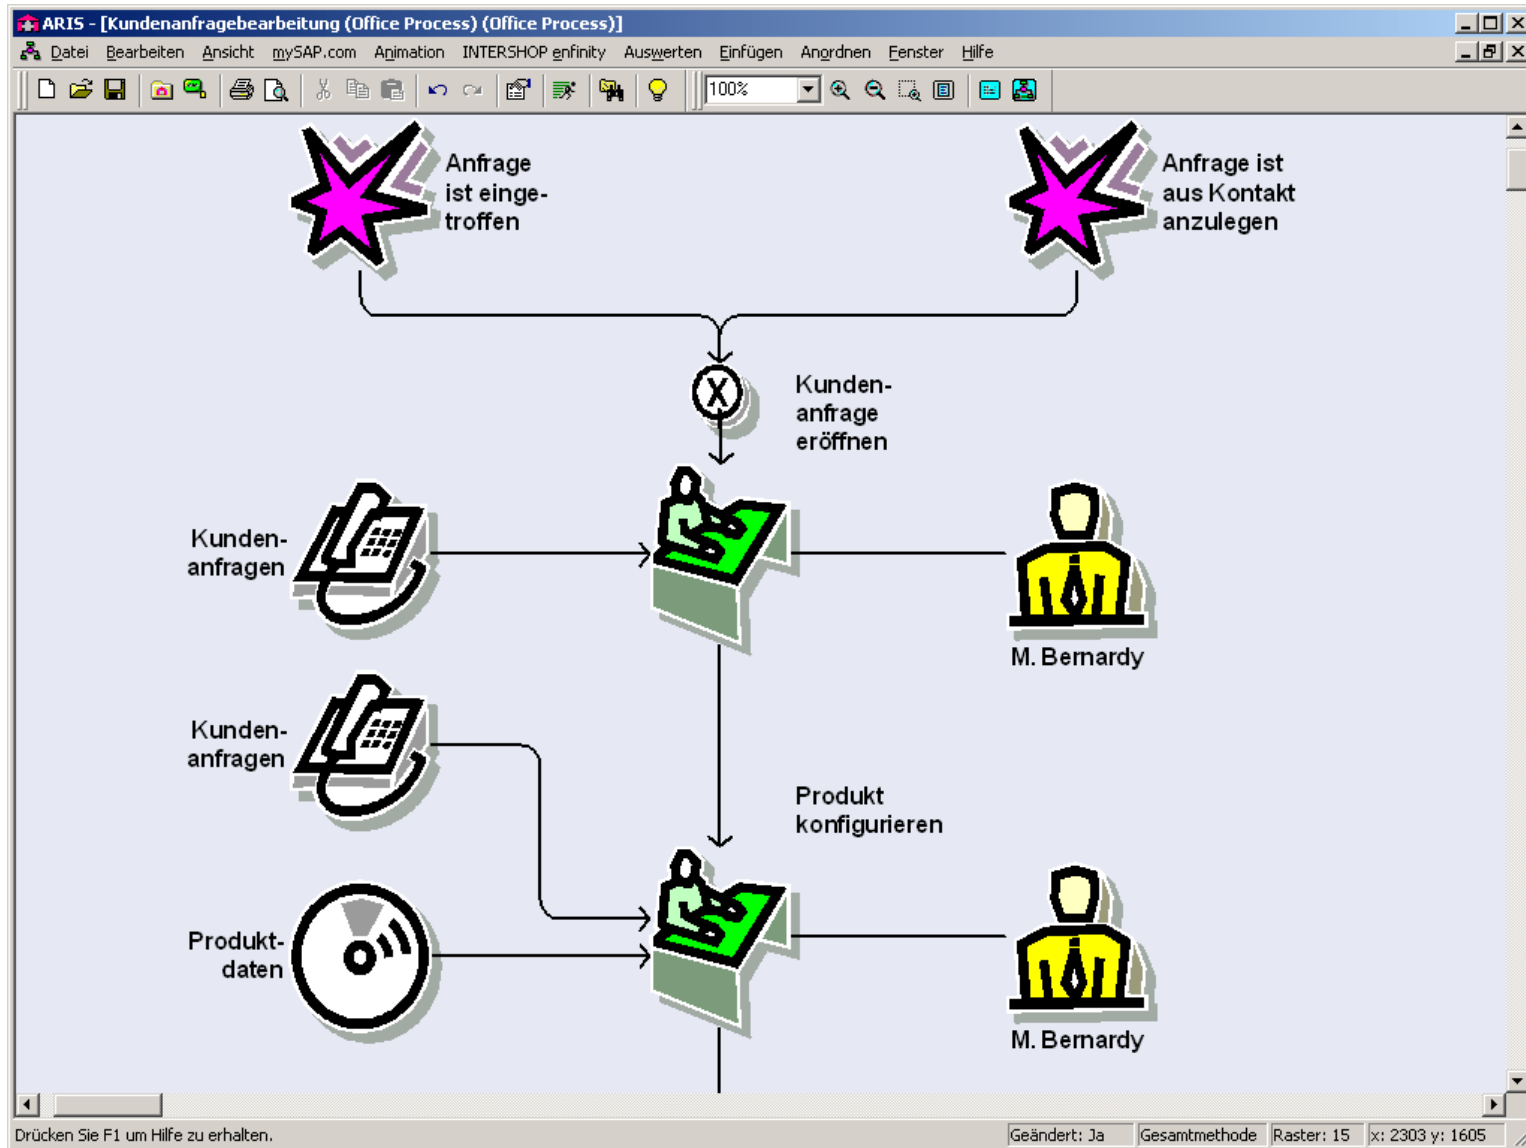 ARIS - [Kundenanfragebearbeitung (Office Process) (Office Process)]
Datei Bearbeiten Ansicht mySAP.com Animation INTERSHOP enfinity Auswerten Einfügen Anordnen Fenster Hilfe
100%
Anfrage
ist einge-
troffen
Anfrage ist
aus Kontakt
anzulegen
X
Kunden-
anfrage
eröffnen
Kunden-
anfragen
M. Bernardy
Kunden-
anfragen
Produkt
konfigurieren
Produkt-
daten
M. Bernardy
Drücken Sie F1 um Hilfe zu erhalten.
Geändert: Ja Gesamtmethode Raster: 15 x: 2303 y: 1605